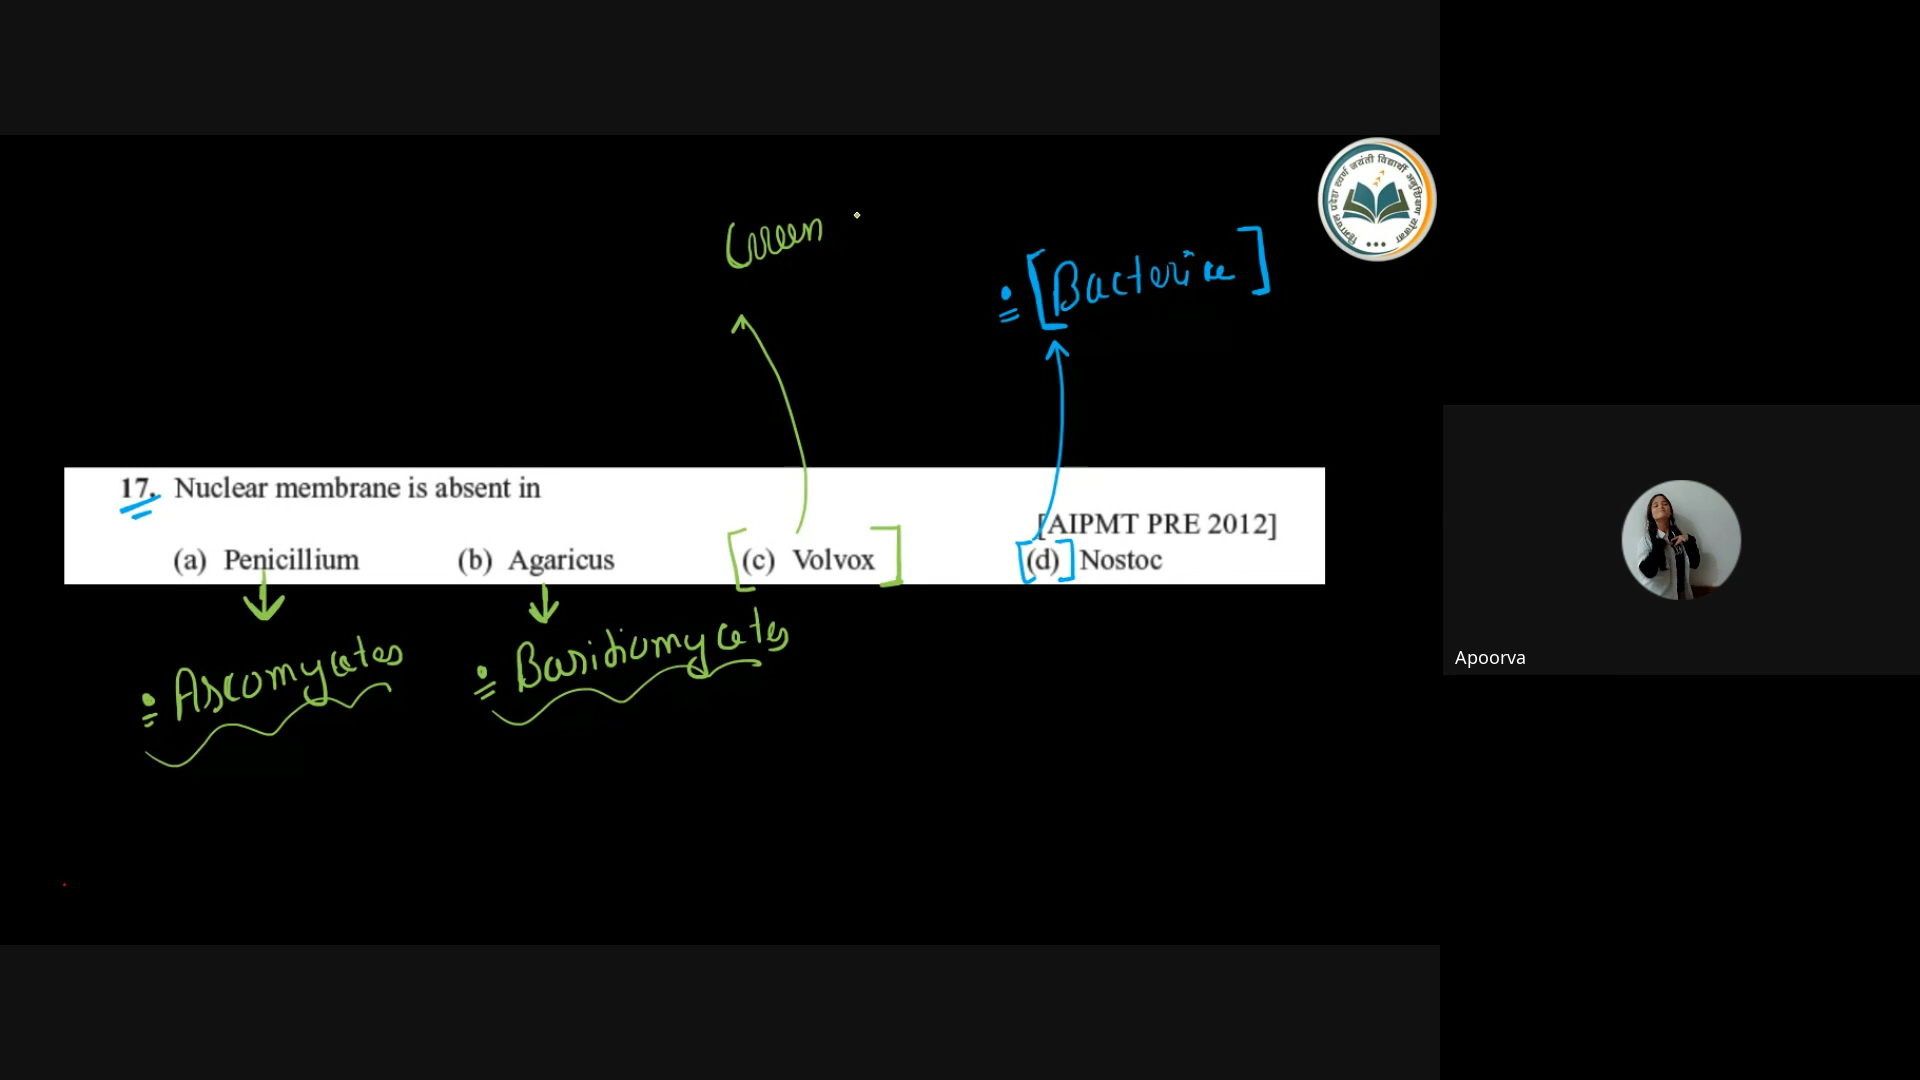 Green
[Bacteria]
17. Nuclear membrane is absent in
[AIPMT PRE 2012]
(a) Penicillium (b) Agaricus [(c) Volvox] [(d)] Nostoc
Ascomycetes
Basidiomycetes
Apoorva